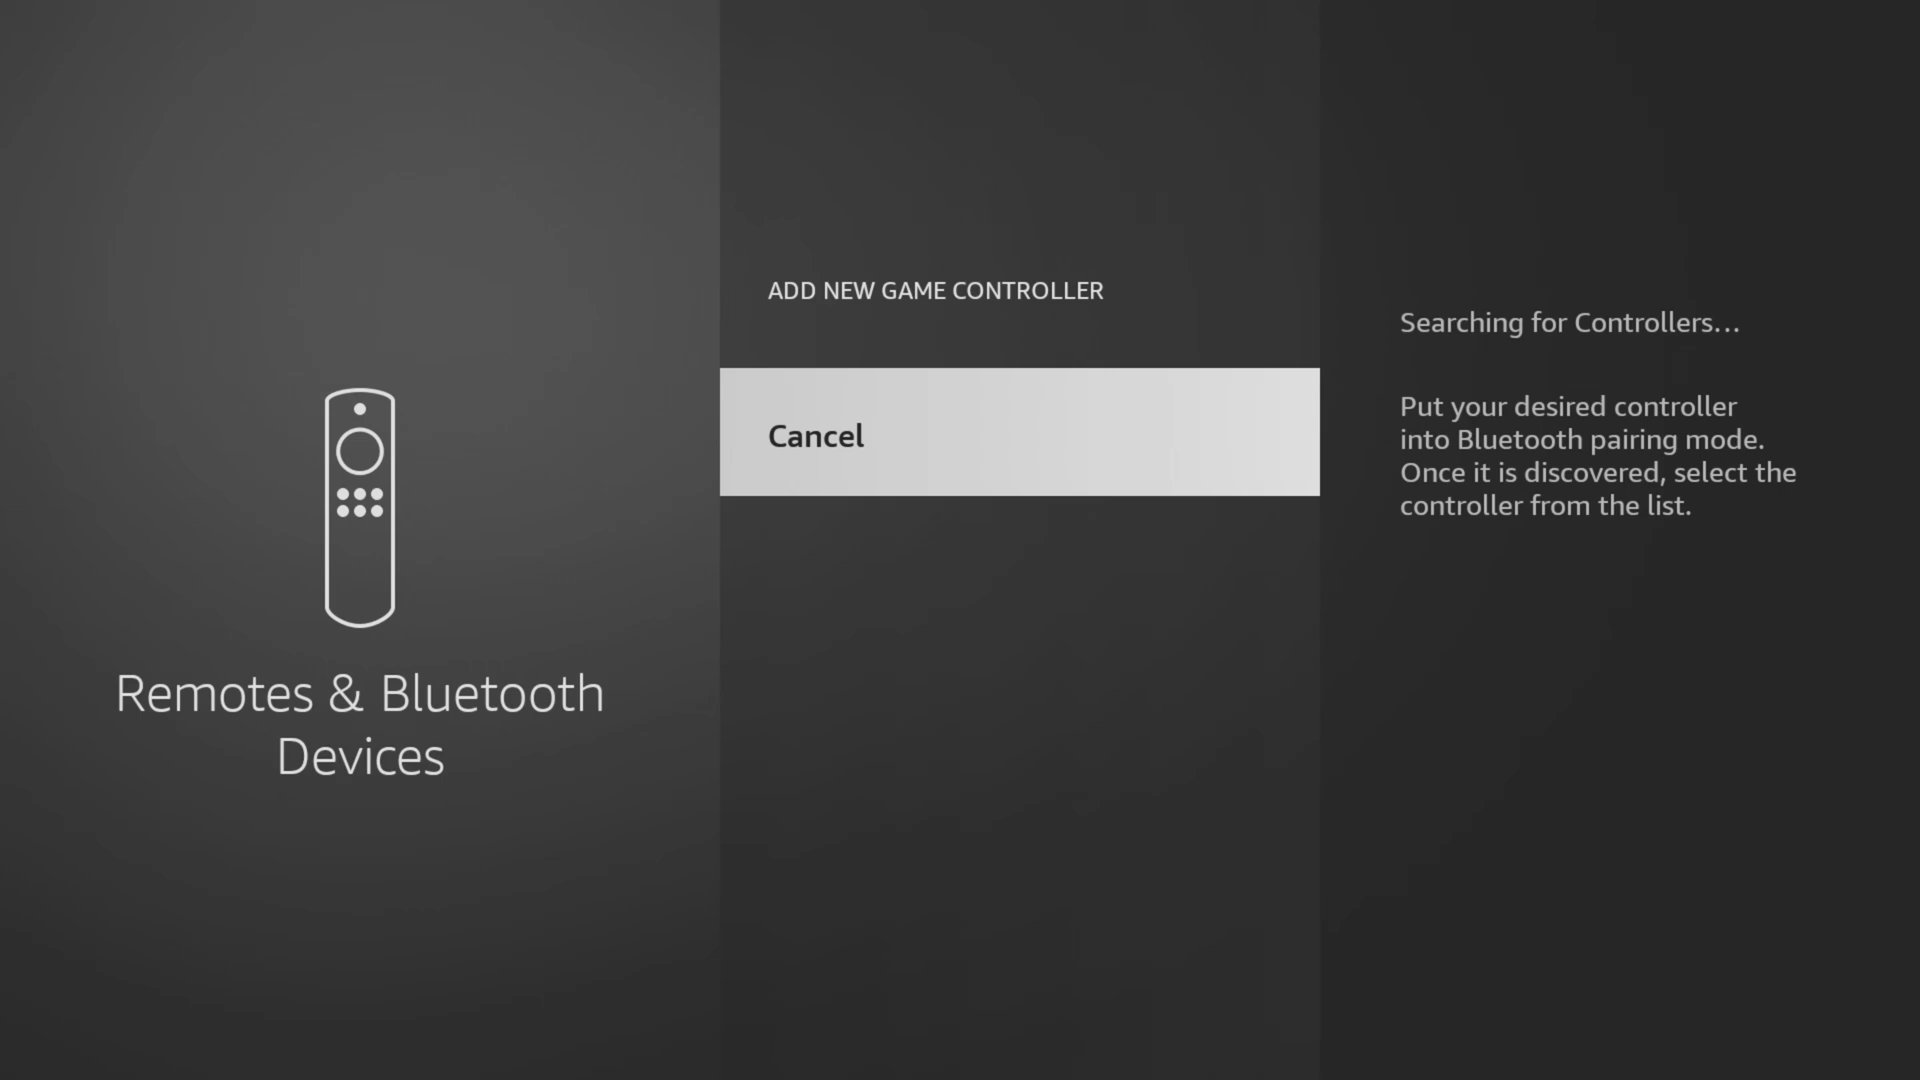 Remotes & Bluetooth
Devices
ADD NEW GAME CONTROLLER
Cancel
Searching for Controllers...
Put your desired controller
into Bluetooth pairing mode.
Once it is discovered, select the
controller from the list.